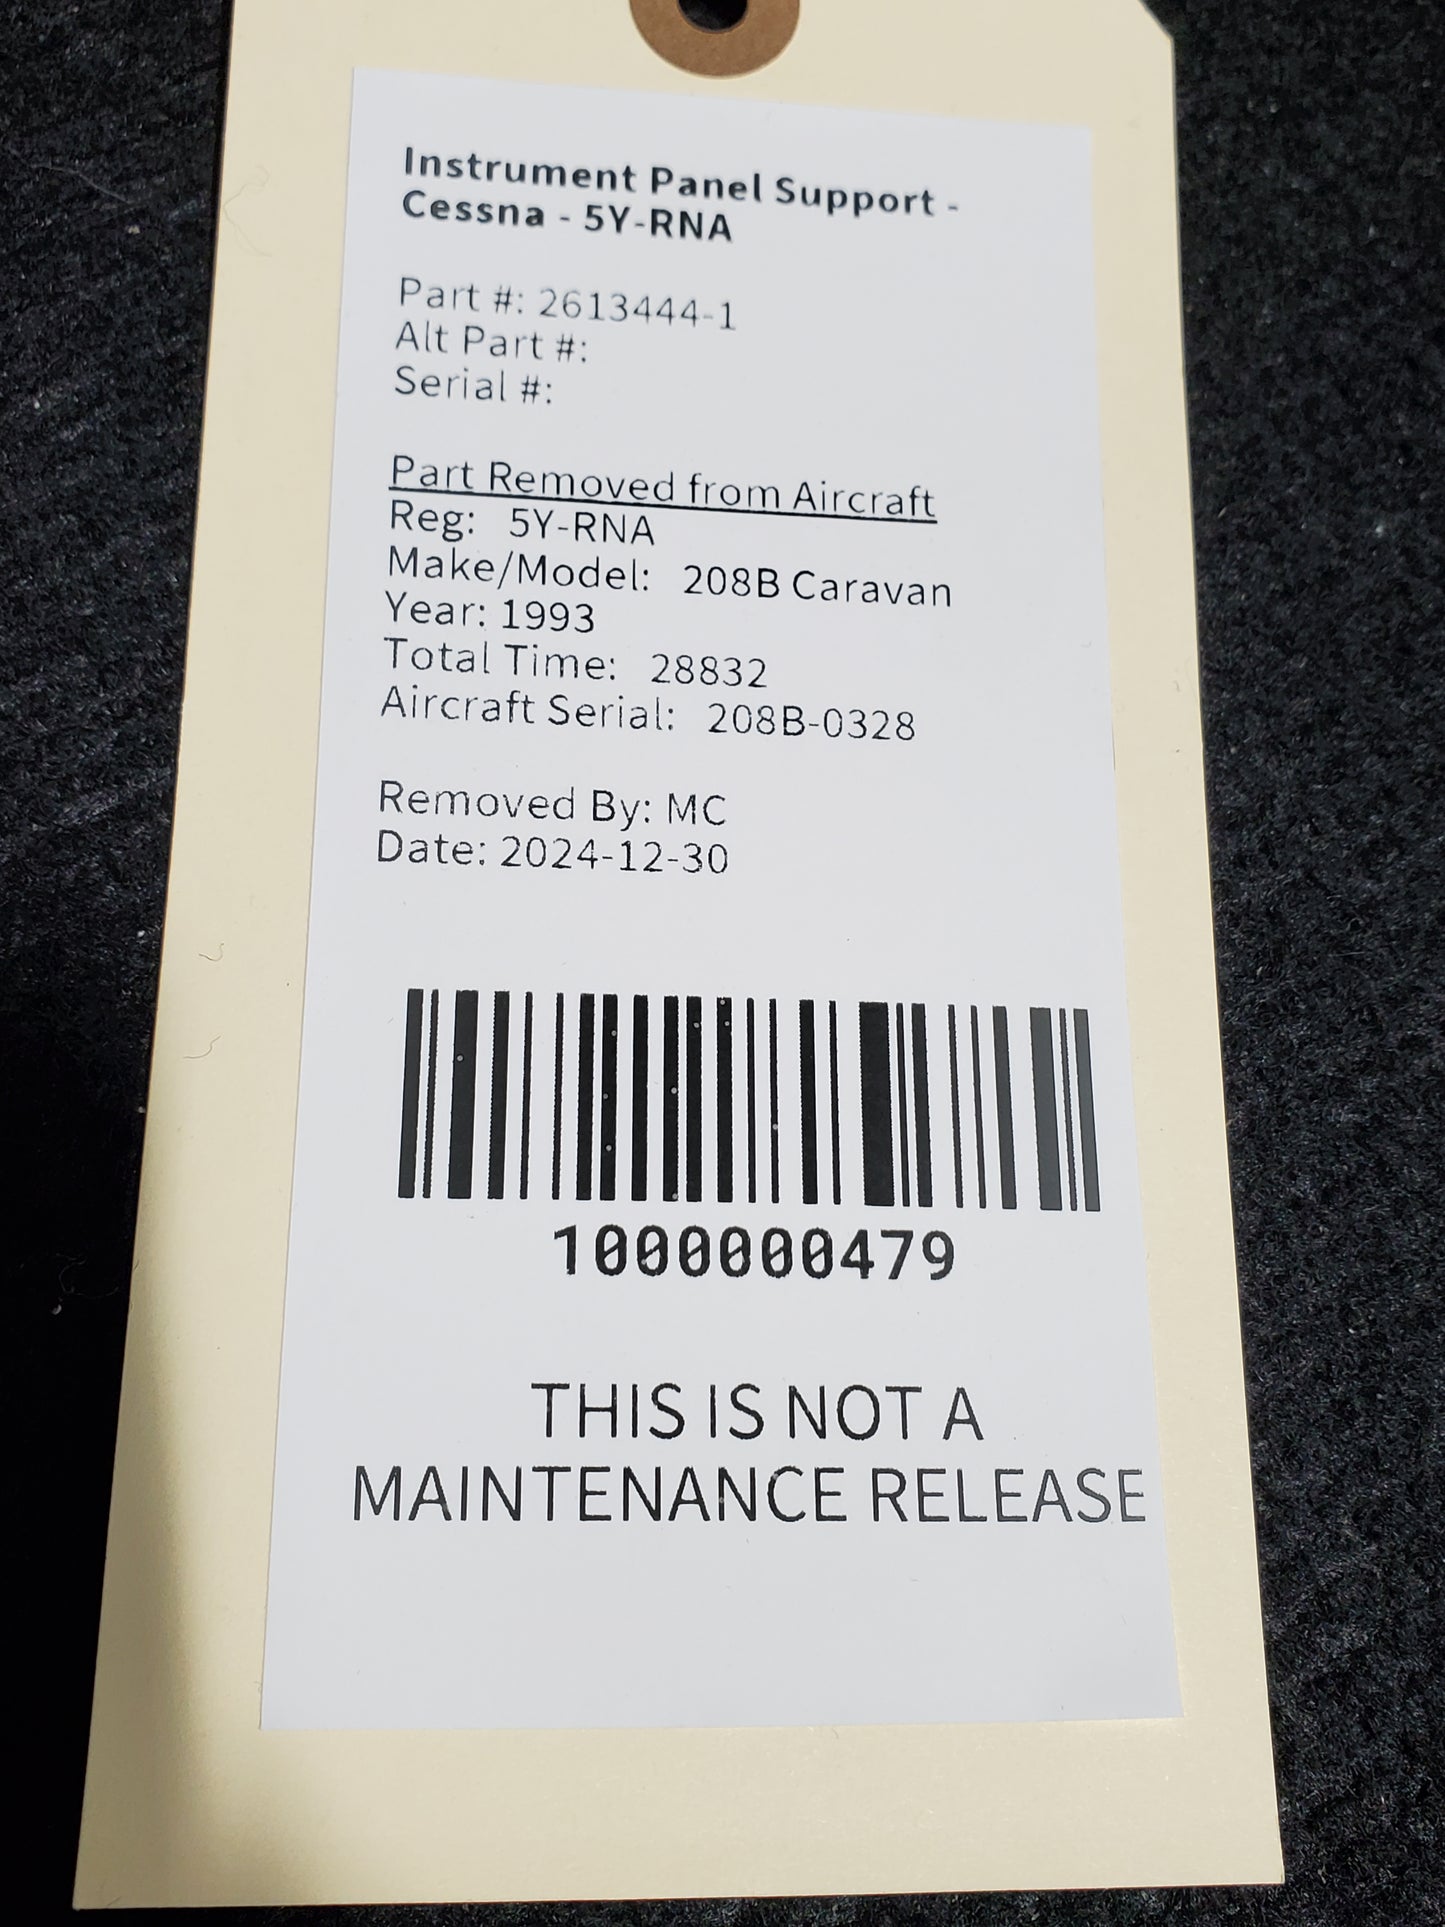 Instrument Panel Support -
Cessna - 5Y-RNA
Part #: 2613444-1
Alt Part #:
Serial #:
Part Removed from Aircraft
Reg: 5Y-RNA
Make/Model: 208B Caravan
Year: 1993
Total Time: 28832
Aircraft Serial: 208B-0328
Removed By: MC
Date: 2024-12-30
1000000479
THIS IS NOT A
MAINTENANCE RELEASE